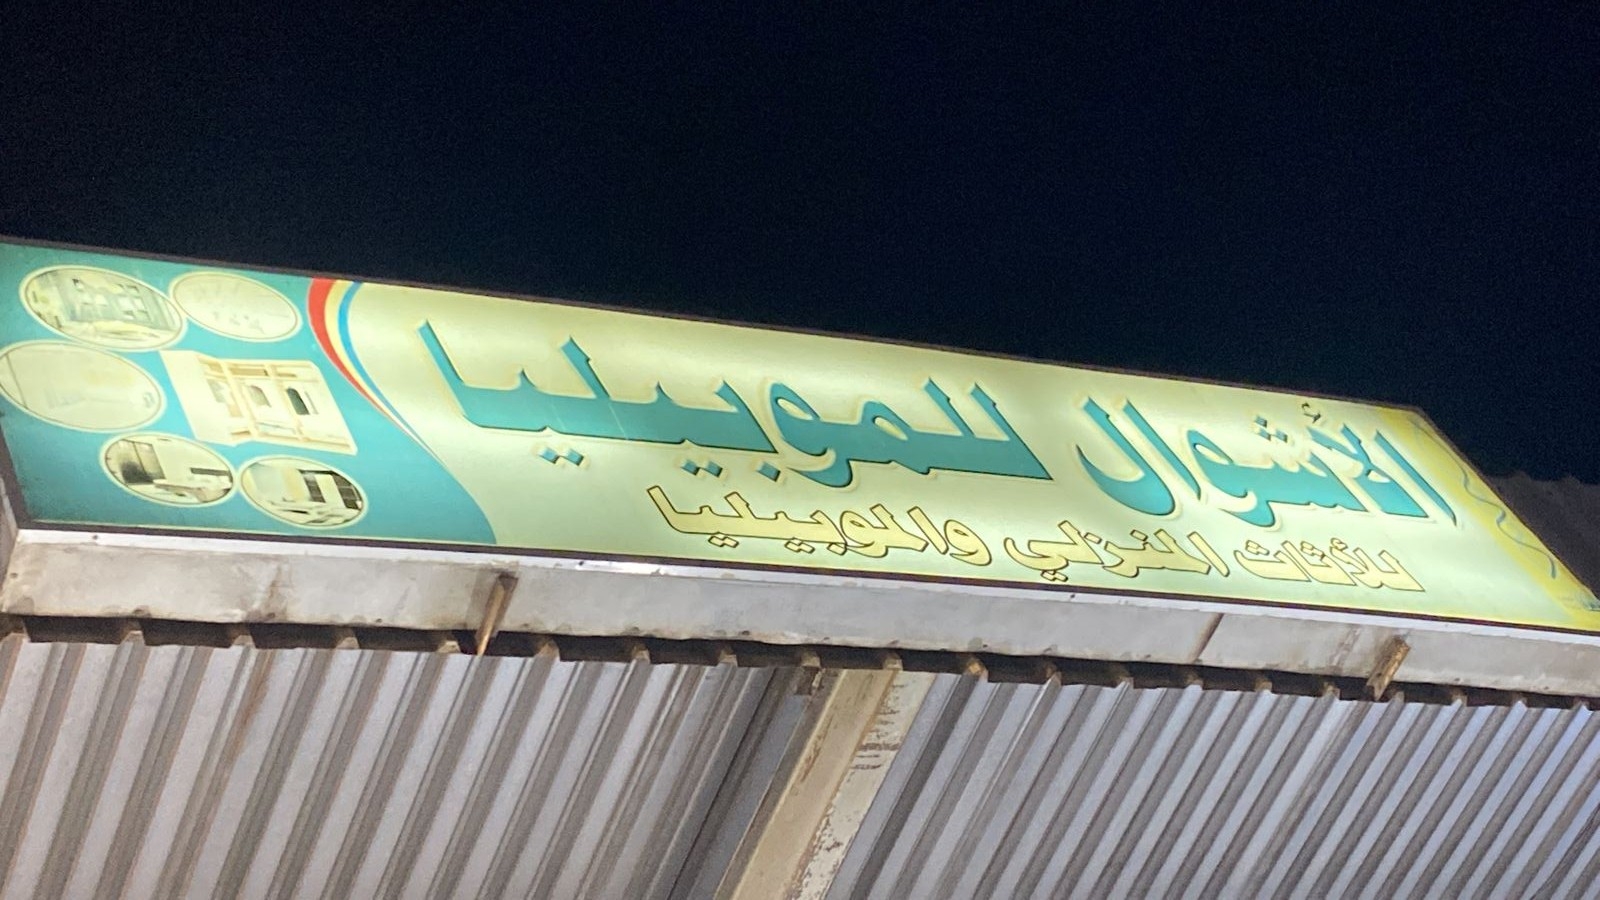 الأشوال للموبيليا
للأثاث المنزلي والموبيليا